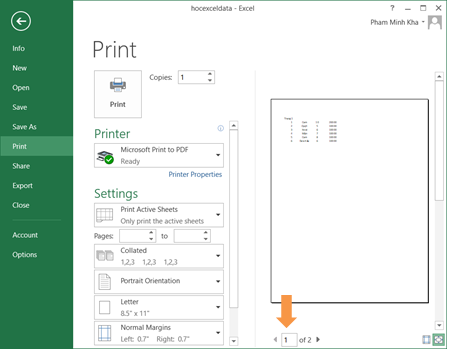 hocexceldata - Excel
Pham Minh Kha
Info
New
Open
Save
Save As
Print
Share
Export
Close
Account
Options
Print
Copies: 1
Print
Printer
Microsoft Print to PDF
Ready
Printer Properties
Settings
Print Active Sheets
Only print the active sheets
Pages: to
Collated
1,2,3 1,2,3 1,2,3
Portrait Orientation
Letter
8.5" x 11"
Normal Margins
Left: 0.7" Right: 0.7"
1 of 2